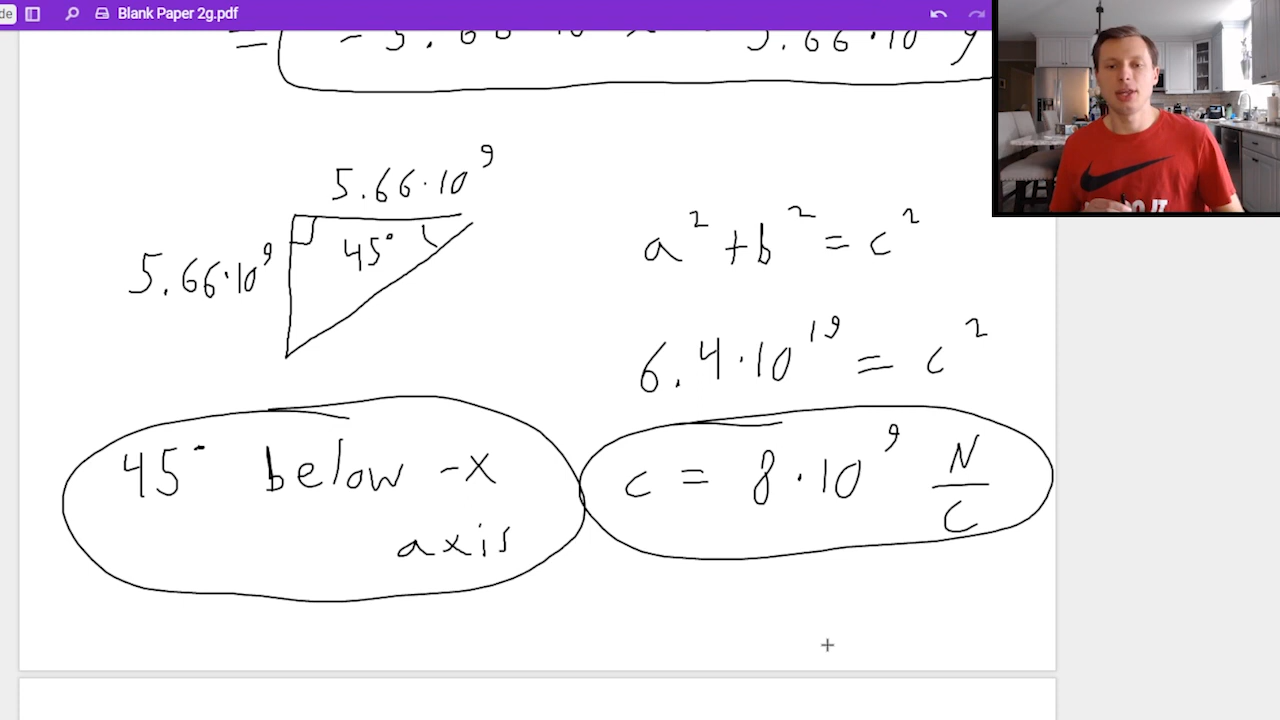 de
Blank Paper 2g.pdf
5.66·10⁹
5.66·10⁹
45°
a² + b² = c²
6.4·10¹⁹ = c²
45° below -x
axis
c = 8·10⁹ N/C